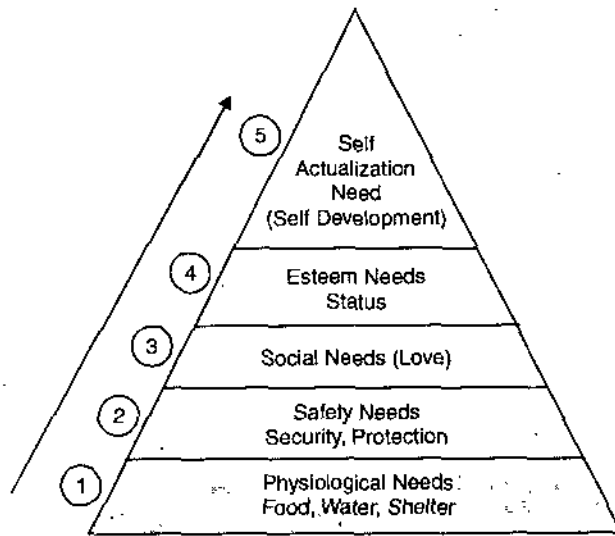 5
Self
Actualization
Need
(Self Development)
4
Esteem Needs
Status
3
Social Needs (Love)
2
Safety Needs
Security, Protection
1
Physiological Needs:
Food, Water, Shelter